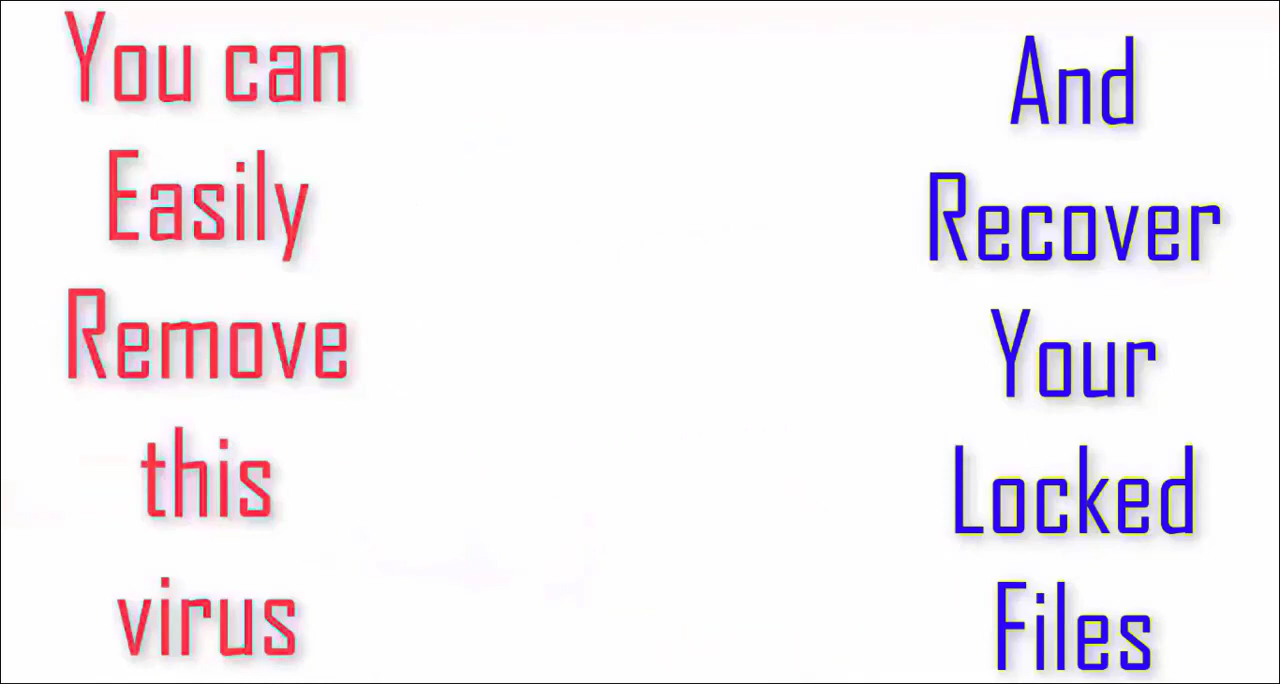 You can
Easily
Remove
this
virus
And
Recover
Your
Locked
Files